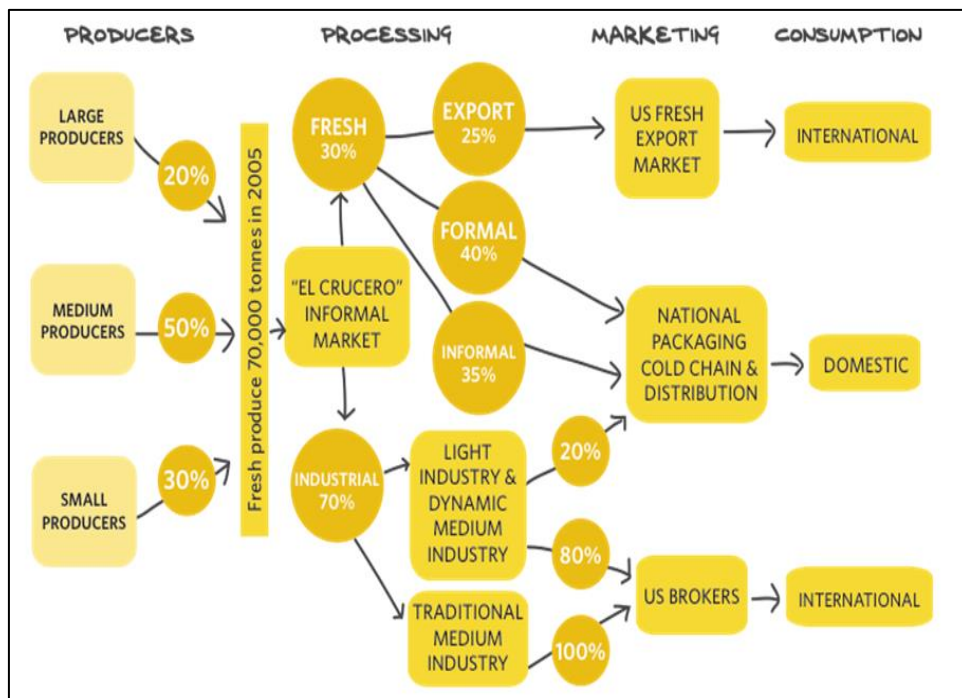 PRODUCERS
PROCESSING
MARKETING
CONSUMPTION
LARGE
PRODUCERS
20%
MEDIUM
PRODUCERS
50%
SMALL
PRODUCERS
30%
Fresh produce 70,000 tonnes in 2005
FRESH
30%
"EL CRUCERO"
INFORMAL
MARKET
INDUSTRIAL
70%
EXPORT
25%
FORMAL
40%
INFORMAL
35%
LIGHT
INDUSTRY &
DYNAMIC
MEDIUM
INDUSTRY
TRADITIONAL
MEDIUM
INDUSTRY
20%
80%
100%
US FRESH
EXPORT
MARKET
NATIONAL
PACKAGING
COLD CHAIN &
DISTRIBUTION
US BROKERS
INTERNATIONAL
DOMESTIC
INTERNATIONAL